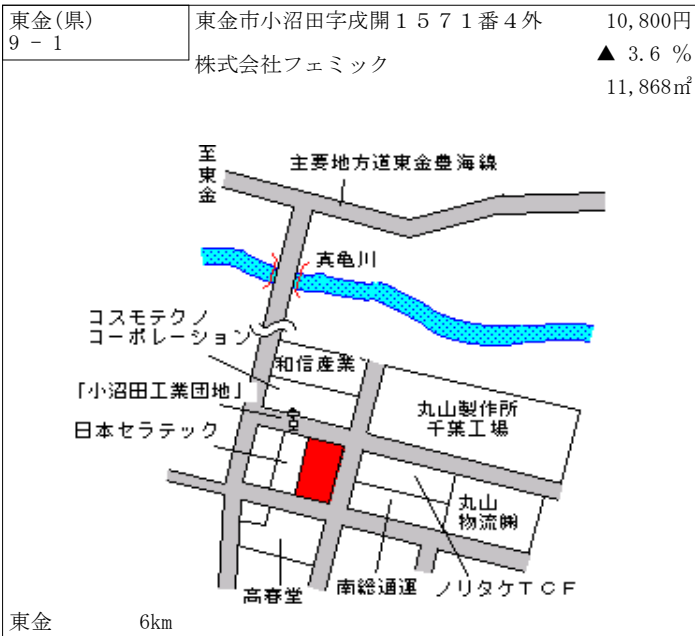 東金(県)
9 - 1
東金市小沼田字戌開１５７１番４外
株式会社フェミック
10,800円
▲ 3.6 %
11,868㎡
至東金
主要地方道東金豊海線
真亀川
コスモテクノ
コーポレーション
和信産業
「小沼田工業団地」
丸山製作所
千葉工場
日本セラテック
丸山
物流㈱
高春堂
南総通運
ノリタケＴＣＦ
東金 6km